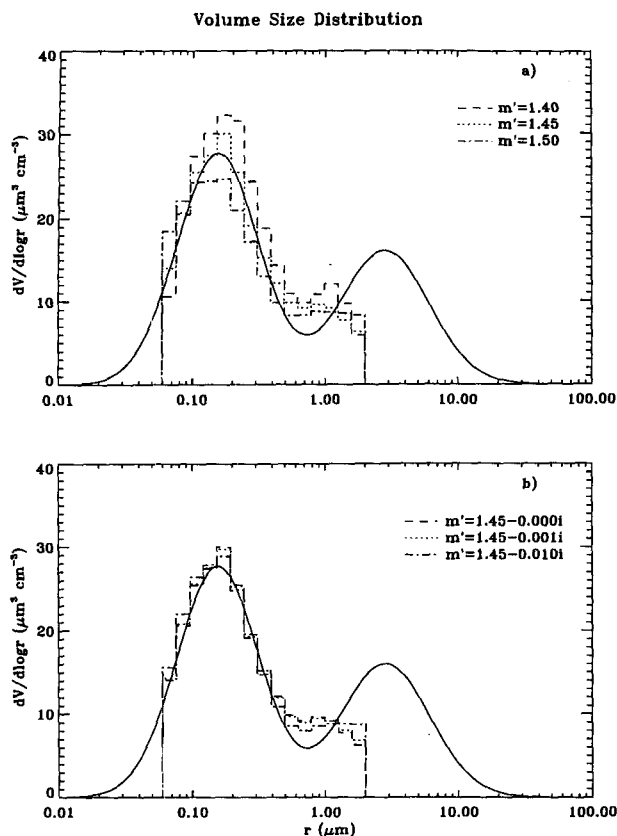 Volume Size Distribution
a)
m'=1.40
m'=1.45
m'=1.50
dV/dlogr (μm³ cm⁻³)
40
30
20
10
0
0.01 0.10 1.00 10.00 100.00
b)
m'=1.45-0.000i
m'=1.45-0.001i
m'=1.45-0.010i
dV/dlogr (μm³ cm⁻³)
40
30
20
10
0
0.01 0.10 1.00 10.00 100.00
r (μm)